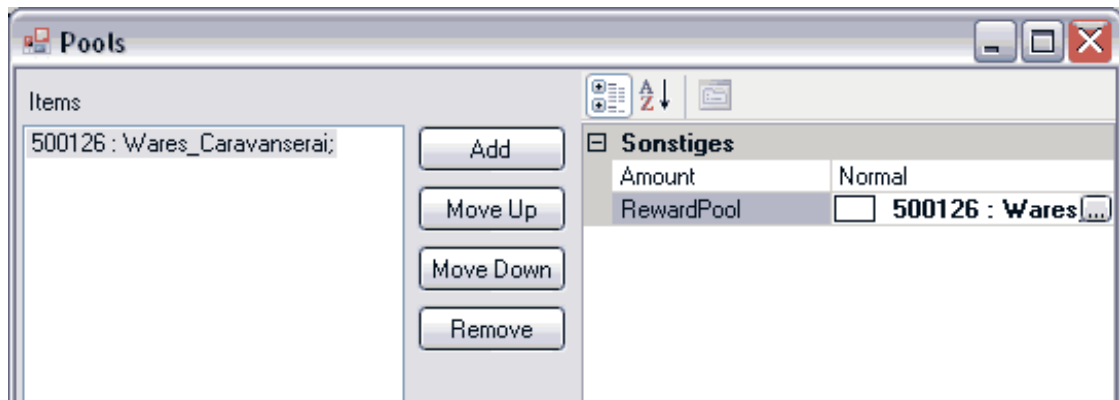 Pools
Items
500126 : Wares_Caravanserai;
Add
Move Up
Move Down
Remove
Sonstiges
Amount Normal
RewardPool 500126 : Wares ...